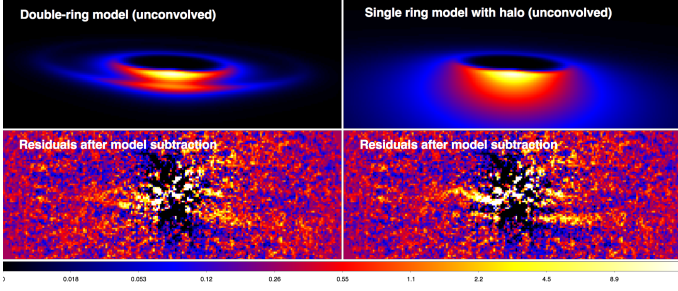 Double-ring model (unconvolved)
Single ring model with halo (unconvolved)
Residuals after model subtraction
Residuals after model subtraction
0.018 0.053 0.12 0.26 0.55 1.1 2.2 4.5 8.9